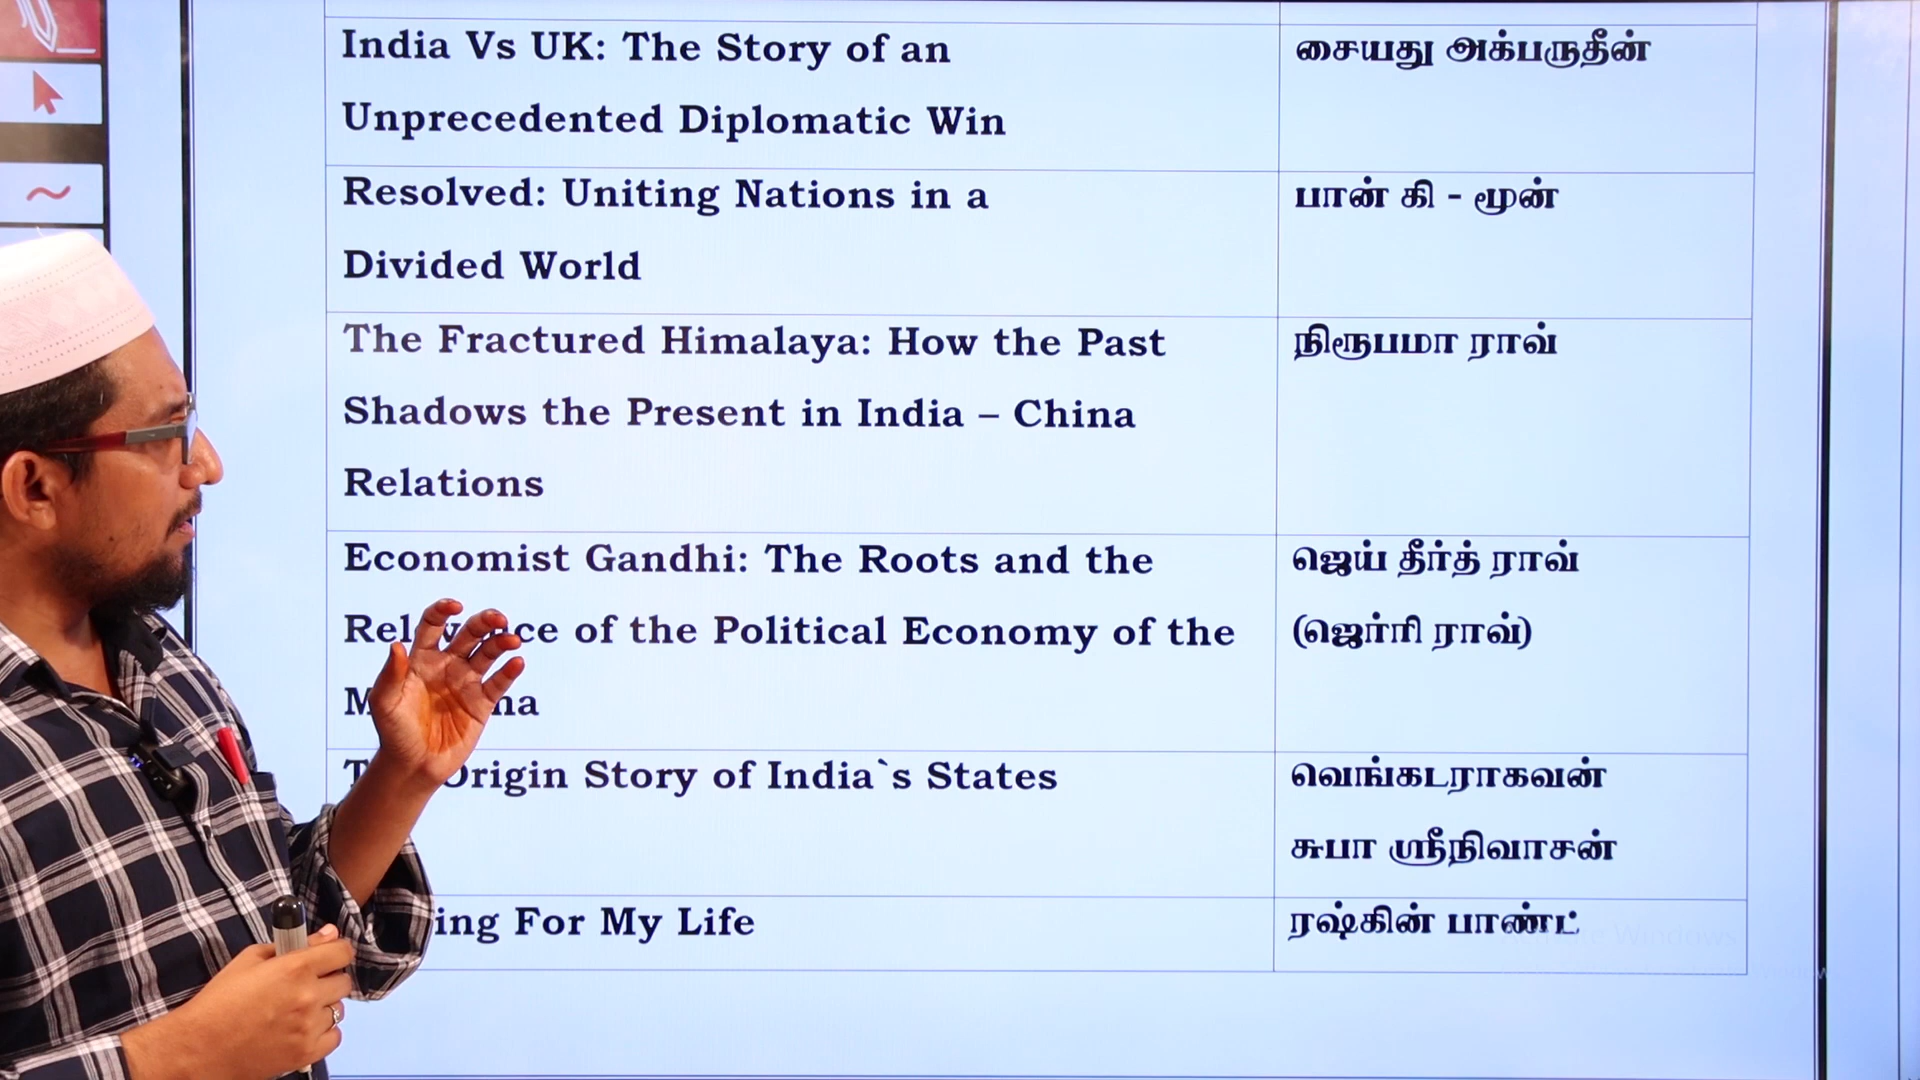 India Vs UK: The Story of an
Unprecedented Diplomatic Win
சையது அக்பருதீன்
Resolved: Uniting Nations in a
Divided World
பான் கி - மூன்
The Fractured Himalaya: How the Past
Shadows the Present in India – China
Relations
நிருபமா ராவ்
Economist Gandhi: The Roots and the
of the Political Economy of the
ஜெய் தீர்த் ராவ்
(ஜெர்ரி ராவ்)
Origin Story of India`s States
வெங்கடராகவன்
சுபா ஸ்ரீநிவாசன்
For My Life
ரஷ்கின் பாண்ட்